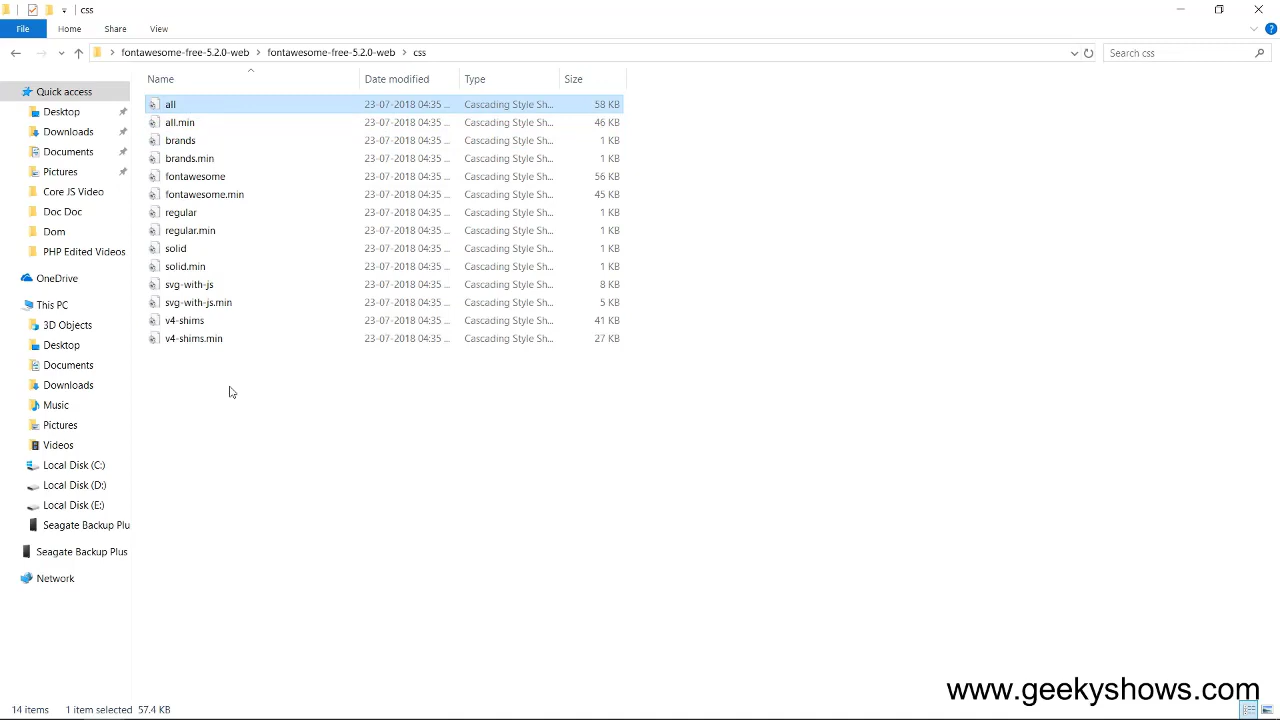 css
File Home Share View
fontawesome-free-5.2.0-web > fontawesome-free-5.2.0-web > css
Search css
Name Date modified Type Size
Quick access
Desktop
Downloads
Documents
Pictures
Core JS Video
Doc Doc
Dom
PHP Edited Videos
OneDrive
This PC
3D Objects
Desktop
Documents
Downloads
Music
Pictures
Videos
Local Disk (C:)
Local Disk (D:)
Local Disk (E:)
Seagate Backup Plu
Seagate Backup Plus
Network
all 23-07-2018 04:35 ... Cascading Style Sh... 58 KB
all.min 23-07-2018 04:35 ... Cascading Style Sh... 46 KB
brands 23-07-2018 04:35 ... Cascading Style Sh... 1 KB
brands.min 23-07-2018 04:35 ... Cascading Style Sh... 1 KB
fontawesome 23-07-2018 04:35 ... Cascading Style Sh... 56 KB
fontawesome.min 23-07-2018 04:35 ... Cascading Style Sh... 45 KB
regular 23-07-2018 04:35 ... Cascading Style Sh... 1 KB
regular.min 23-07-2018 04:35 ... Cascading Style Sh... 1 KB
solid 23-07-2018 04:35 ... Cascading Style Sh... 1 KB
solid.min 23-07-2018 04:35 ... Cascading Style Sh... 1 KB
svg-with-js 23-07-2018 04:35 ... Cascading Style Sh... 8 KB
svg-with-js.min 23-07-2018 04:35 ... Cascading Style Sh... 5 KB
v4-shims 23-07-2018 04:35 ... Cascading Style Sh... 41 KB
v4-shims.min 23-07-2018 04:35 ... Cascading Style Sh... 27 KB
www.geekyshows.com
14 items 1 item selected 57.4 KB